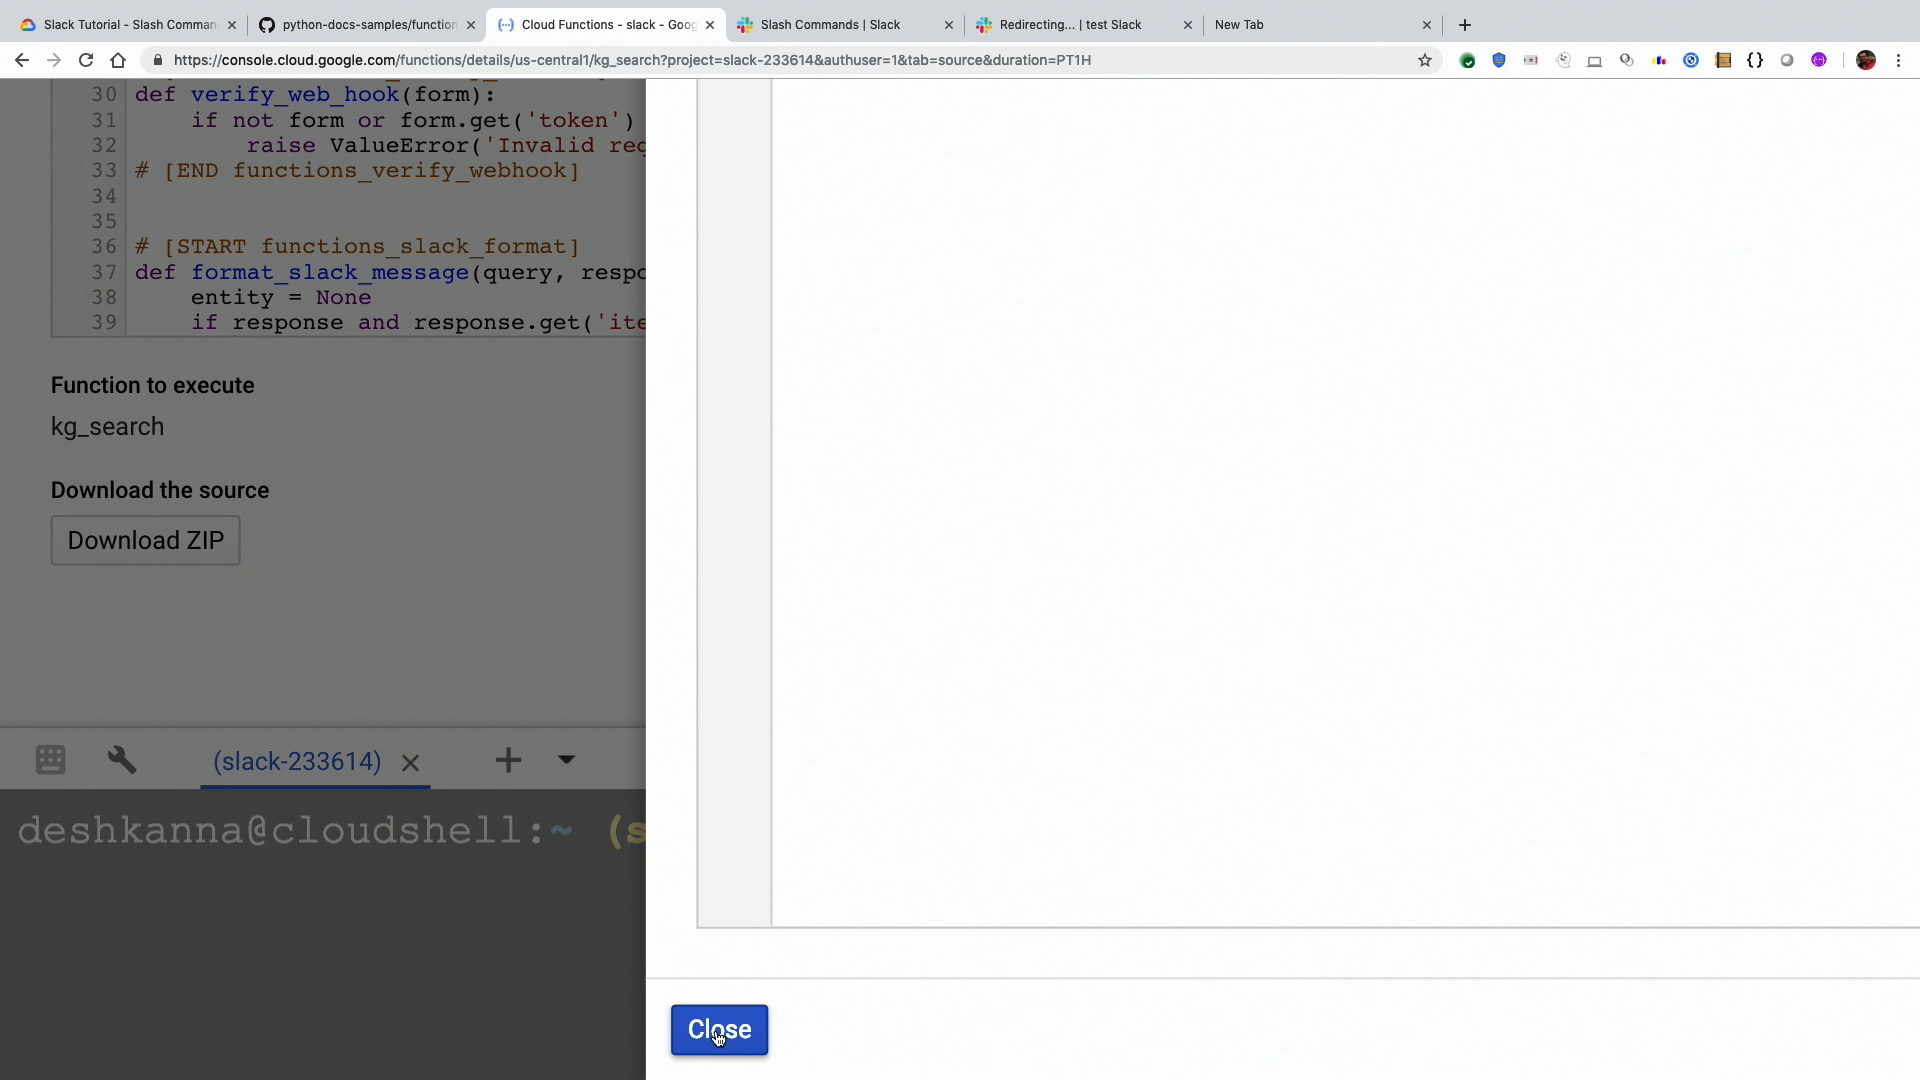 Slack Tutorial - Slash Comman
python-docs-samples/function
Cloud Functions - slack - Goog
Slash Commands | Slack
Redirecting... | test Slack
New Tab
https://console.cloud.google.com/functions/details/us-central1/kg_search?project=slack-233614&authuser=1&tab=source&duration=PT1H
30 def verify_web_hook(form):
31 if not form or form.get('token')
32 raise ValueError('Invalid req
33 # [END functions_verify_webhook]
34
35
36 # [START functions_slack_format]
37 def format_slack_message(query, respo
38 entity = None
39 if response and response.get('ite
Function to execute
kg_search
Download the source
Download ZIP
(slack-233614)
deshkanna@cloudshell:~ (s
Close